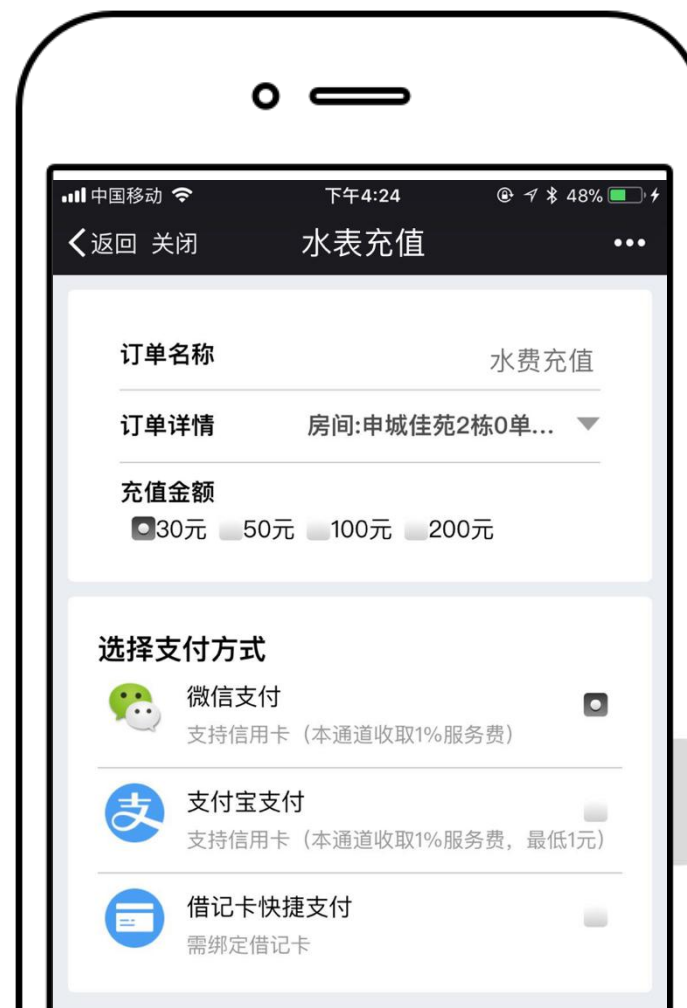 中国移动 下午4:24 48%
返回 关闭 水表充值 •••
订单名称 水费充值
订单详情 房间:申城佳苑2栋0单...
充值金额
30元 50元 100元 200元
选择支付方式
微信支付
支持信用卡（本通道收取1%服务费）
支
支付宝支付
支持信用卡（本通道收取1%服务费，最低1元）
借记卡快捷支付
需绑定借记卡